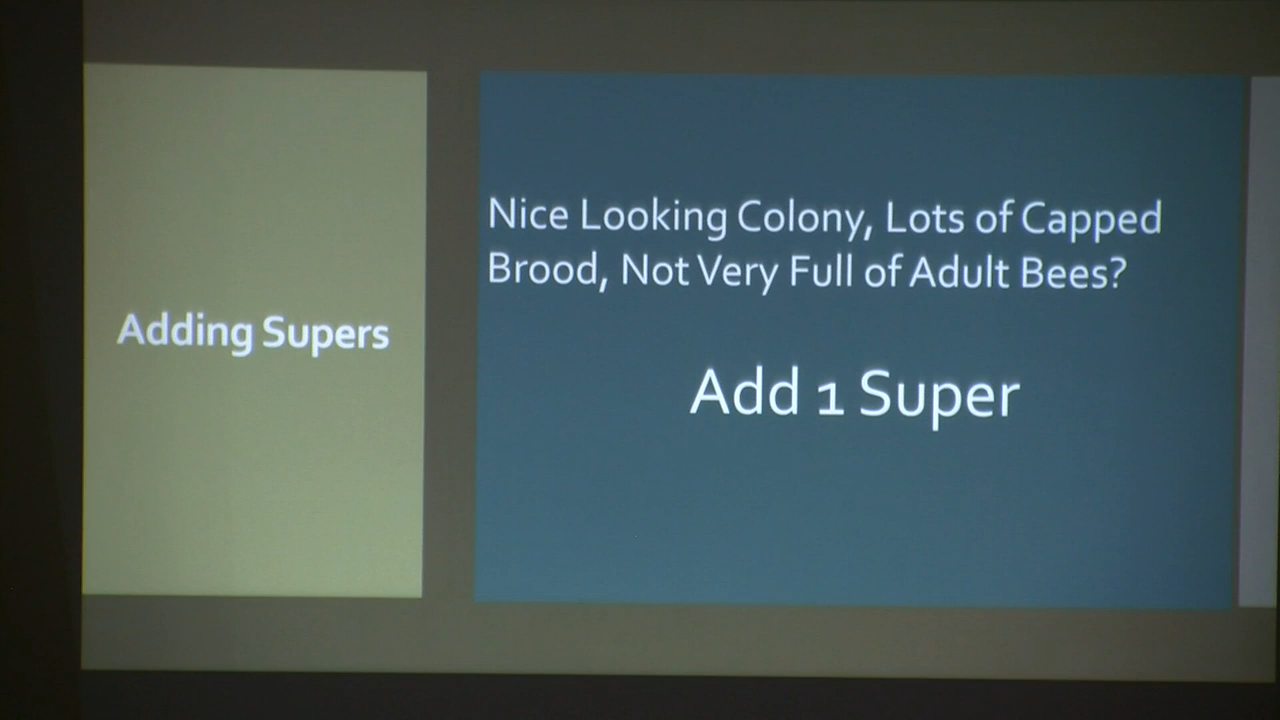 Adding Supers
Nice Looking Colony, Lots of Capped
Brood, Not Very Full of Adult Bees?
Add 1 Super